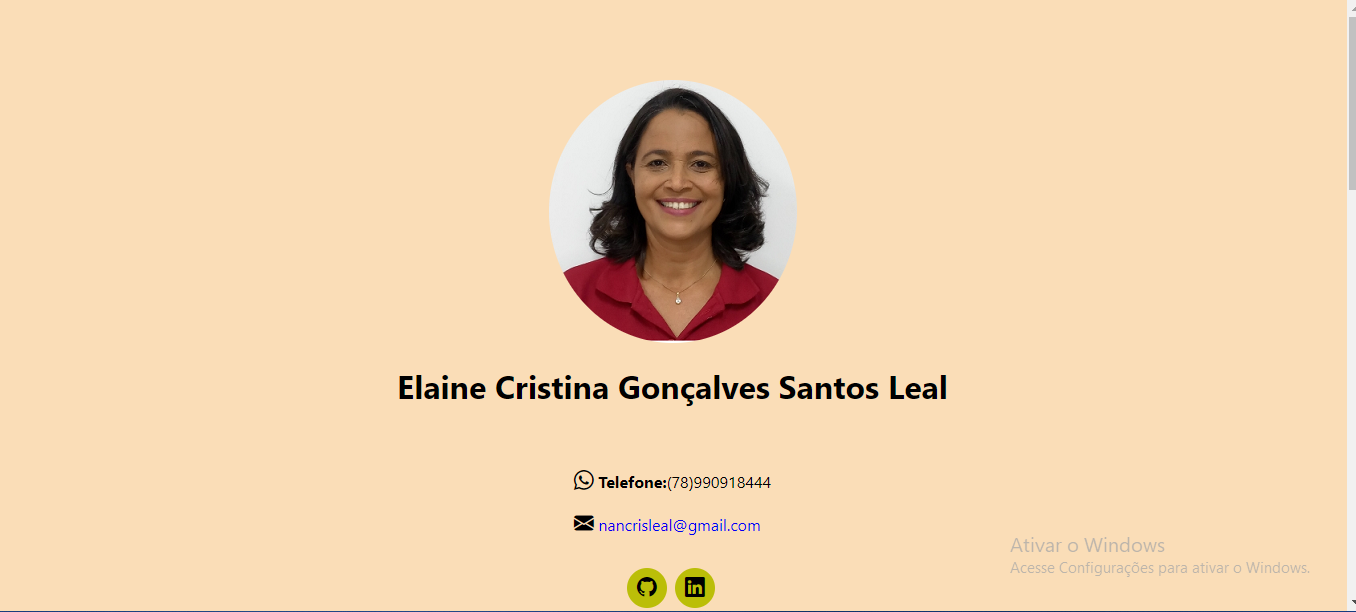 Elaine Cristina Gonçalves Santos Leal
Telefone:(78)990918444
nancrisleal@gmail.com
Ativar o Windows
Acesse Configurações para ativar o Windows.